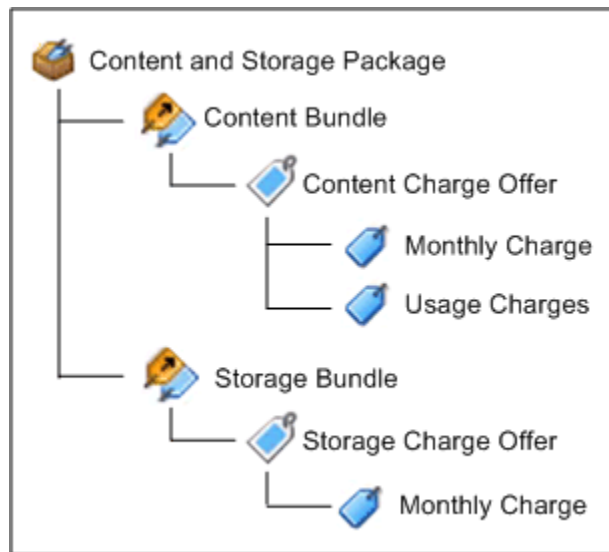 Content and Storage Package
Content Bundle
Content Charge Offer
Monthly Charge
Usage Charges
Storage Bundle
Storage Charge Offer
Monthly Charge